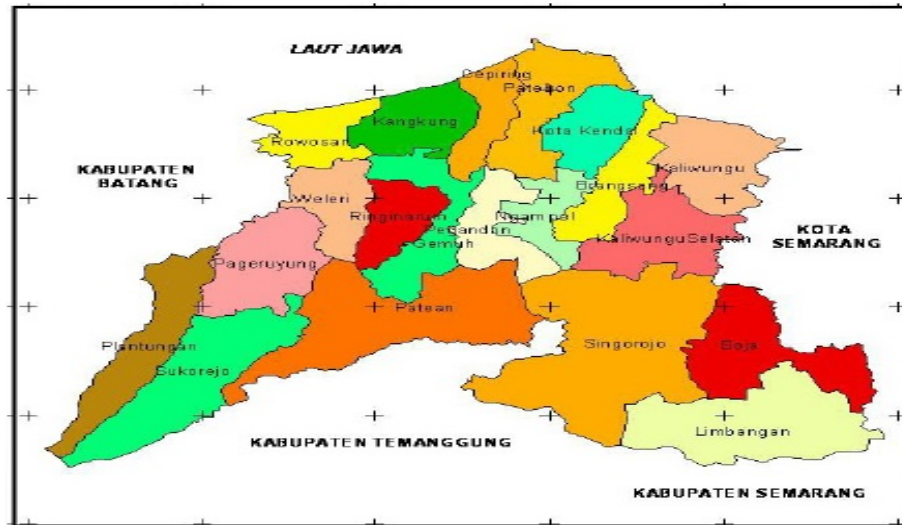 LAUT JAWA
Cepiring
Patebon
Kangkung
Kota Kendal
Rowosari
Kaliwungu
KABUPATEN
BATANG
Weleri
Brangsong
Ringinarum
Ngampal
Pegandon
Gemuh
Kaliwungu Selatan
KOTA
SEMARANG
Pageruyung
Patean
Plantungan
Sukorejo
Singorojo
Boja
Limbangan
KABUPATEN TEMANGGUNG
KABUPATEN SEMARANG